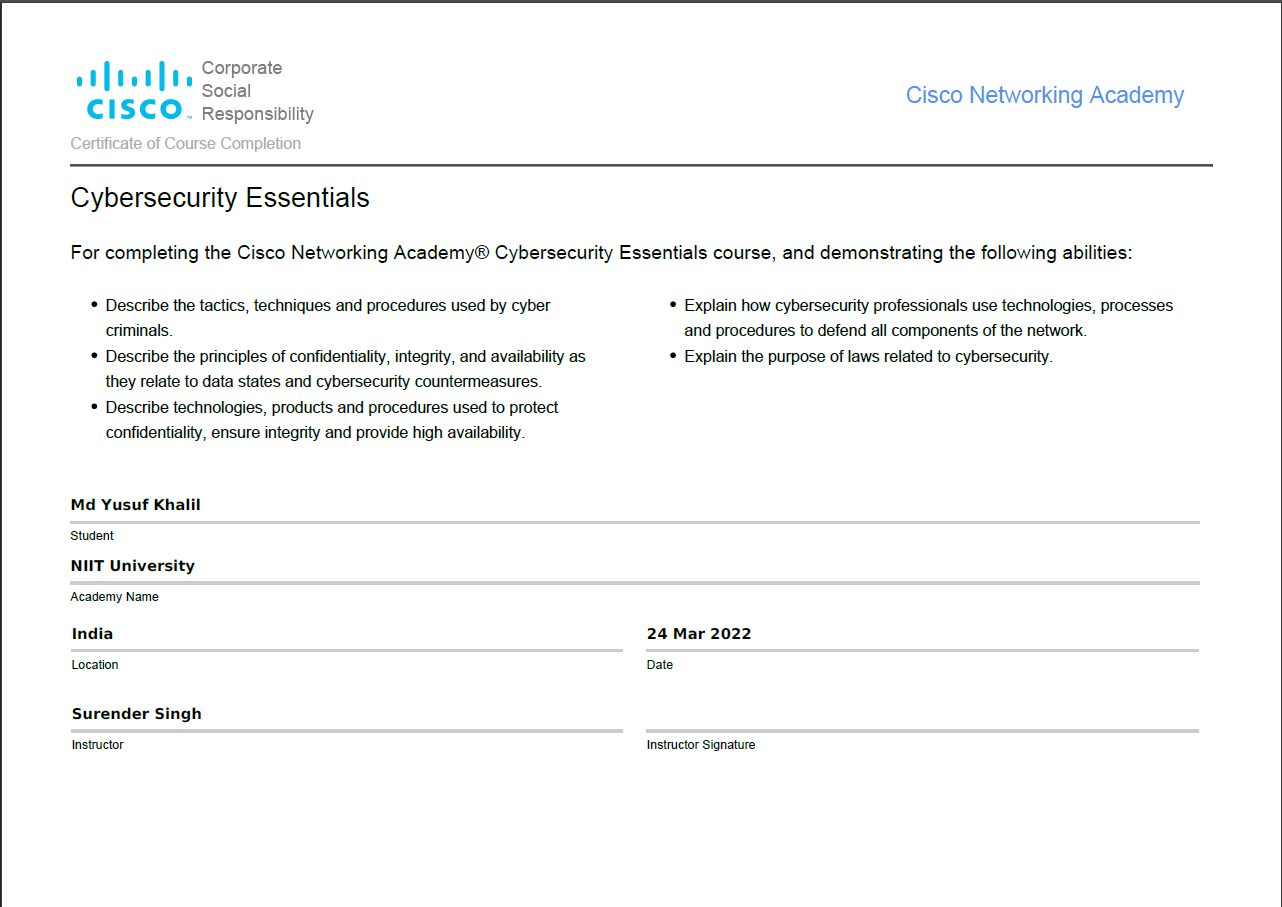 CISCO
Corporate
Social
Responsibility
Cisco Networking Academy
Certificate of Course Completion
Cybersecurity Essentials
For completing the Cisco Networking Academy® Cybersecurity Essentials course, and demonstrating the following abilities:
• Describe the tactics, techniques and procedures used by cyber
criminals.
• Describe the principles of confidentiality, integrity, and availability as
they relate to data states and cybersecurity countermeasures.
• Describe technologies, products and procedures used to protect
confidentiality, ensure integrity and provide high availability.
• Explain how cybersecurity professionals use technologies, processes
and procedures to defend all components of the network.
• Explain the purpose of laws related to cybersecurity.
Md Yusuf Khalil
Student
NIIT University
Academy Name
India
Location
24 Mar 2022
Date
Surender Singh
Instructor
Instructor Signature